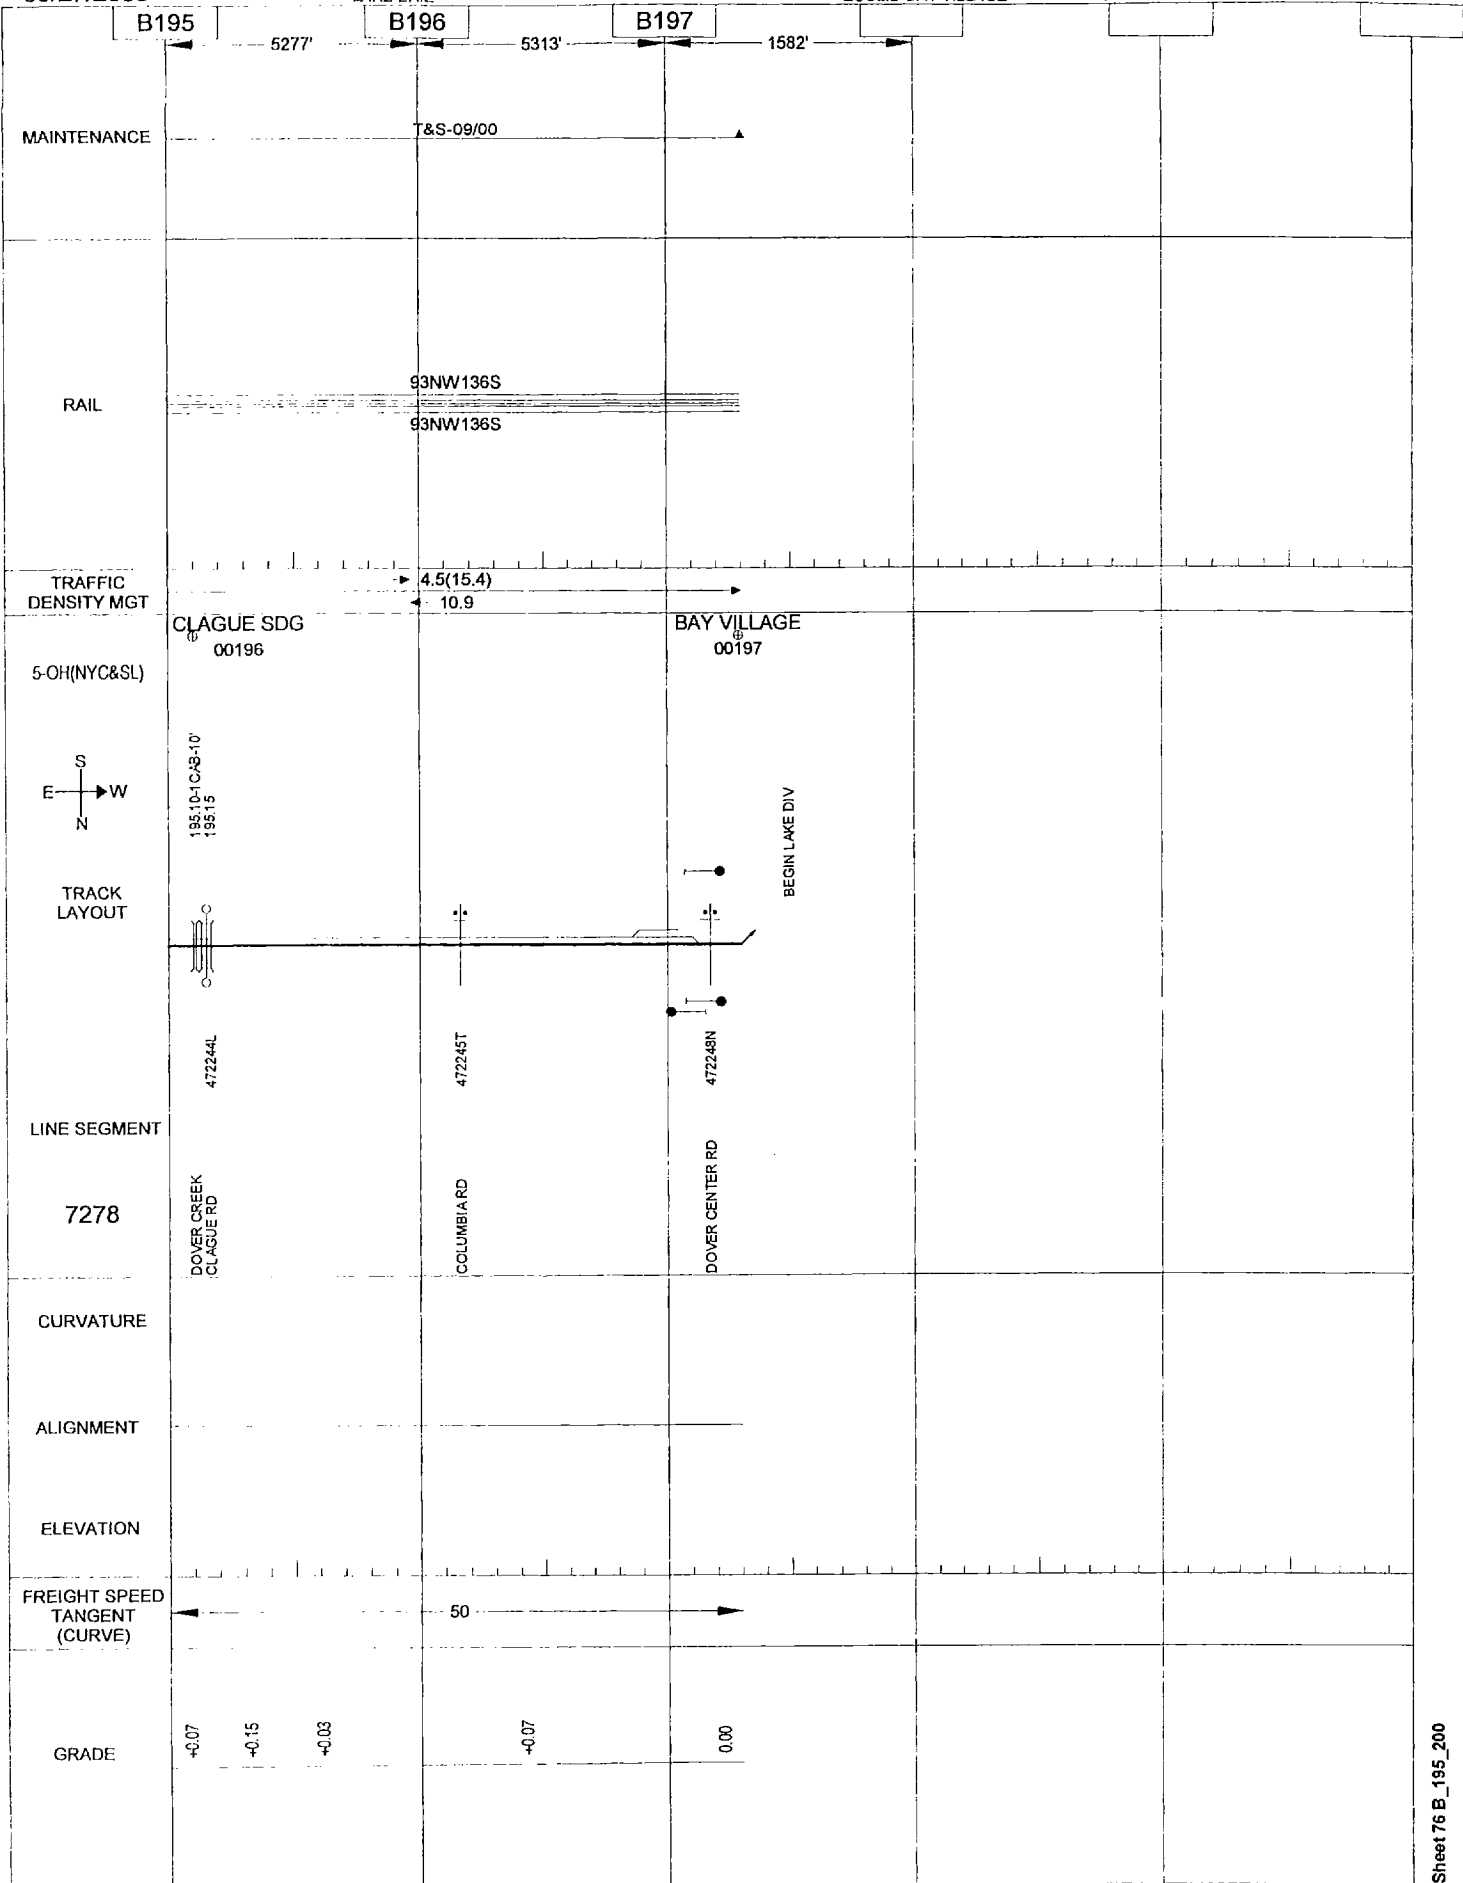 B195
B196
B197
5277'
5313'
1582'
MAINTENANCE
T&S-09/00
RAIL
93NW136S
93NW136S
TRAFFIC
DENSITY MGT
4.5(15.4)
10.9
CLAGUE SDG
00196
BAY VILLAGE
00197
5-OH(NYC&SL)
S
E W
N
195.10-1CAB-10'
195.15
BEGIN LAKE DIV
TRACK
LAYOUT
472244L
472245T
472248N
LINE SEGMENT
7278
DOVER CREEK
CLAGUE RD
COLUMBIA RD
DOVER CENTER RD
CURVATURE
ALIGNMENT
ELEVATION
FREIGHT SPEED
TANGENT
(CURVE)
50
GRADE
+0.07
+0.15
+0.03
+0.07
0.00
Sheet 76 B_195_200